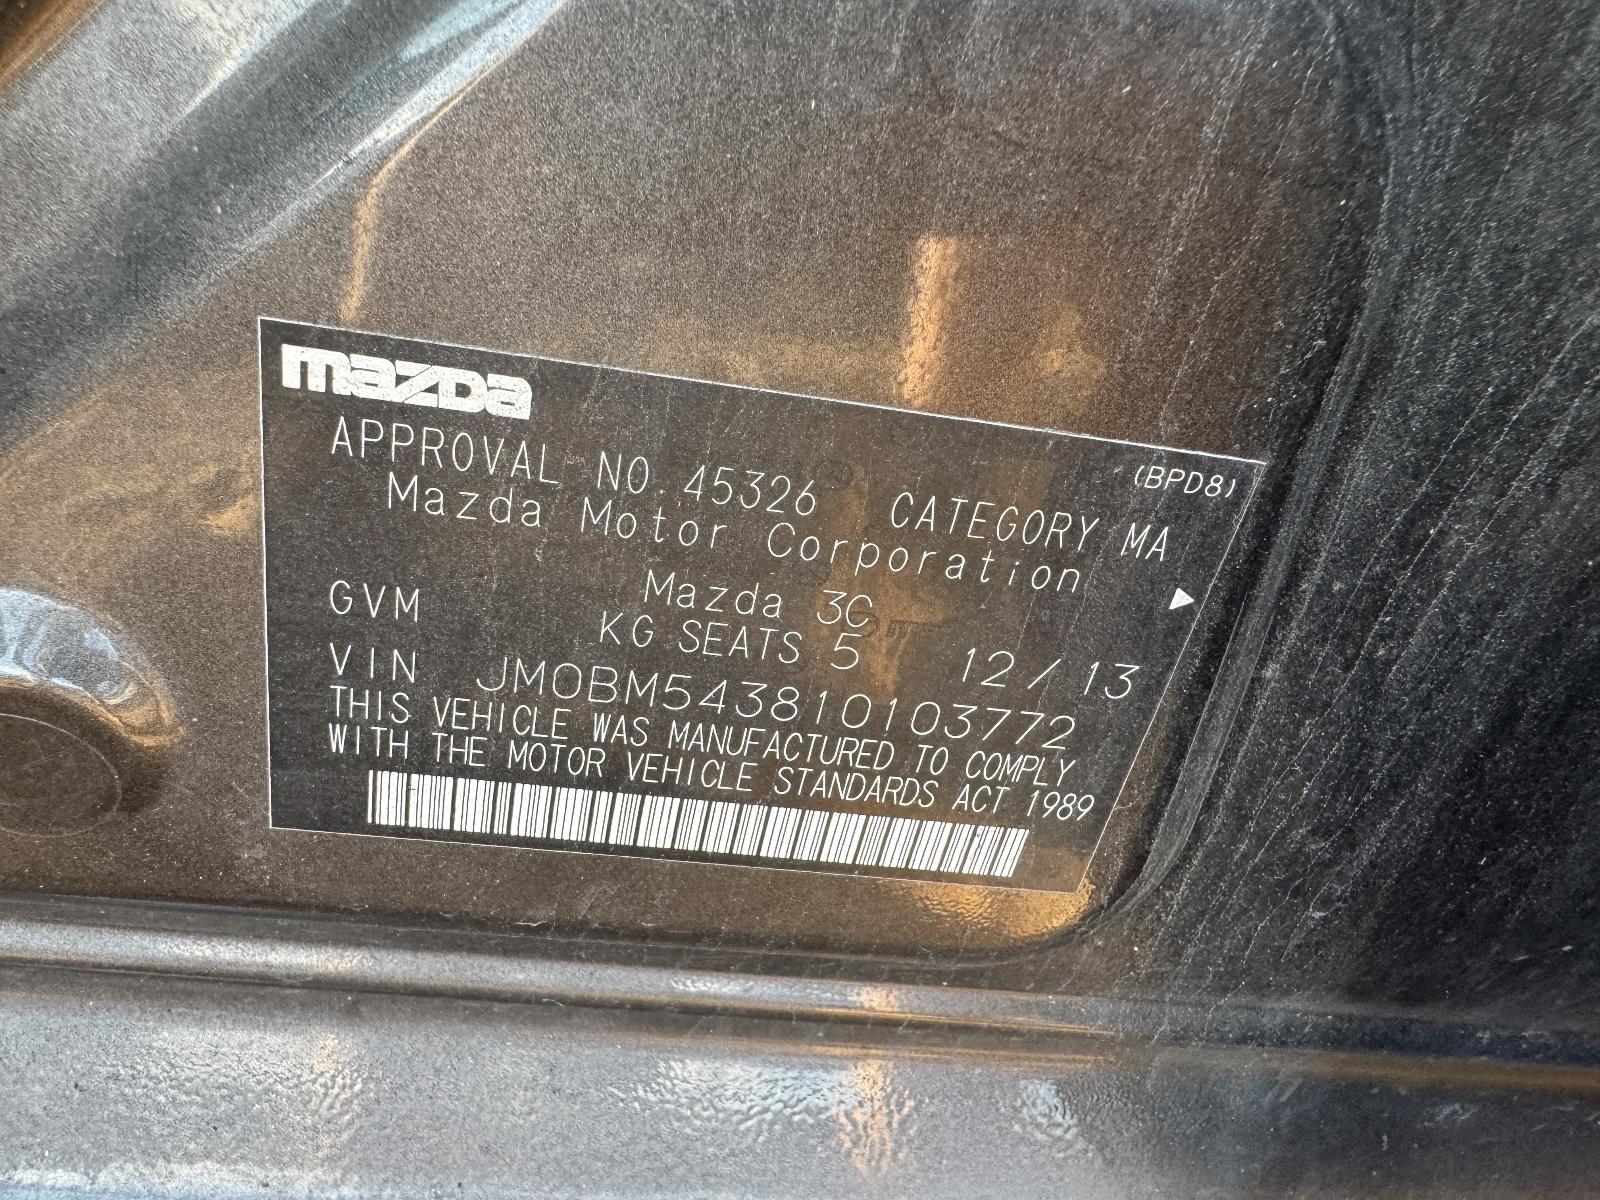 mazda
(BPD8)
APPROVAL NO. 45326 CATEGORY MA
Mazda Motor Corporation
Mazda 3C
GVM KG SEATS 5 12/13
VIN JM0BM543810103772
THIS VEHICLE WAS MANUFACTURED TO COMPLY
WITH THE MOTOR VEHICLE STANDARDS ACT 1989